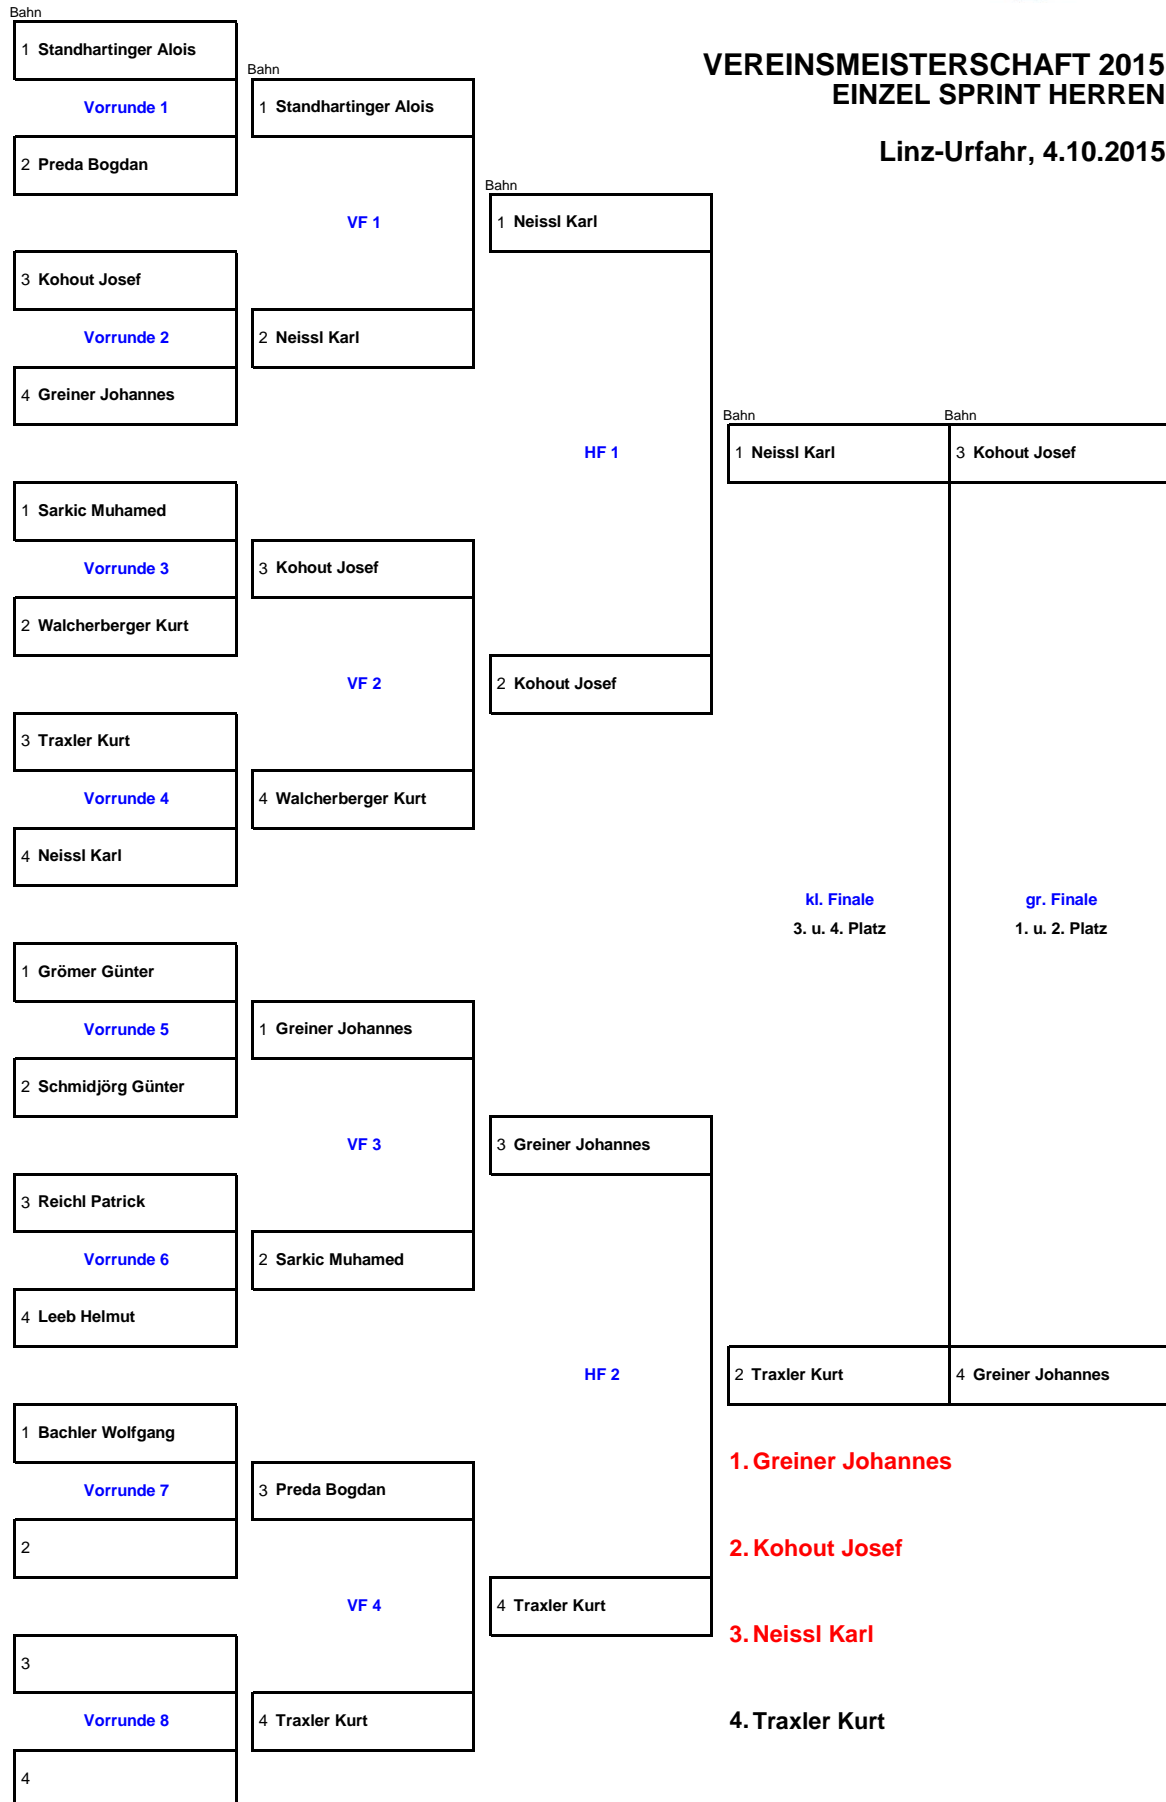 VEREINSMEISTERSCHAFT 2015
EINZEL SPRINT HERREN
Linz-Urfahr, 4.10.2015
Bahn
1 Standhartinger Alois
Vorrunde 1
2 Preda Bogdan
3 Kohout Josef
Vorrunde 2
4 Greiner Johannes
1 Sarkic Muhamed
Vorrunde 3
2 Walcherberger Kurt
3 Traxler Kurt
Vorrunde 4
4 Neissl Karl
1 Grömer Günter
Vorrunde 5
2 Schmidjörg Günter
3 Reichl Patrick
Vorrunde 6
4 Leeb Helmut
1 Bachler Wolfgang
Vorrunde 7
2
3
Vorrunde 8
4
Bahn
1 Standhartinger Alois
VF 1
2 Neissl Karl
3 Kohout Josef
VF 2
4 Walcherberger Kurt
1 Greiner Johannes
VF 3
2 Sarkic Muhamed
3 Preda Bogdan
VF 4
4 Traxler Kurt
Bahn
1 Neissl Karl
HF 1
2 Kohout Josef
3 Greiner Johannes
HF 2
4 Traxler Kurt
Bahn
1 Neissl Karl
kl. Finale
3. u. 4. Platz
2 Traxler Kurt
Bahn
3 Kohout Josef
gr. Finale
1. u. 2. Platz
4 Greiner Johannes
1. Greiner Johannes
2. Kohout Josef
3. Neissl Karl
4. Traxler Kurt